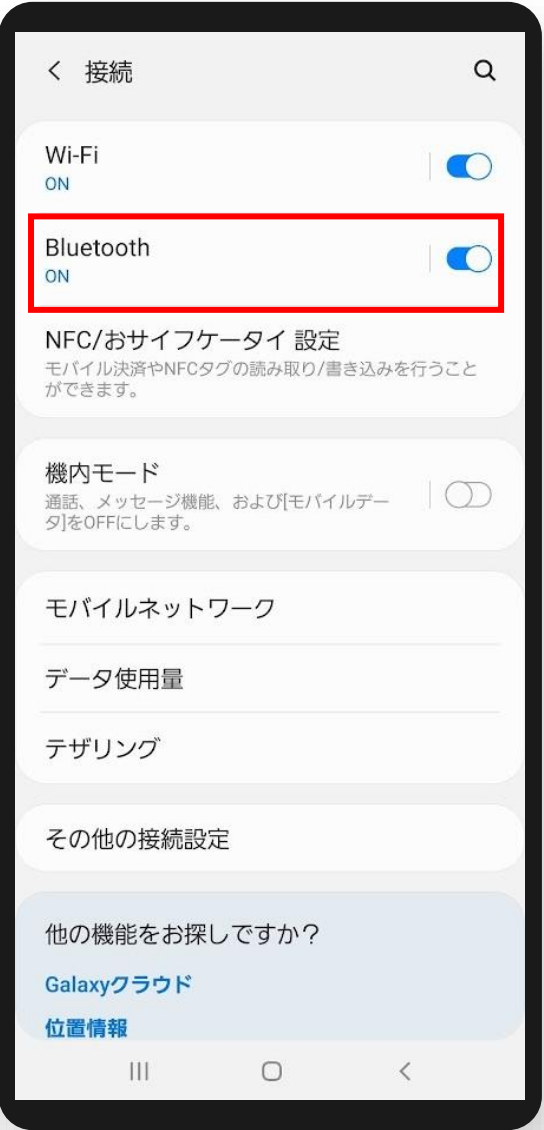 接続
Wi-Fi
ON
Bluetooth
ON
NFC/おサイフケータイ 設定
モバイル決済やNFCタグの読み取り/書き込みを行うこと
ができます。
機内モード
通話、メッセージ機能、および[モバイルデー
タ]をOFFにします。
モバイルネットワーク
データ使用量
テザリング
その他の接続設定
他の機能をお探しですか？
Galaxyクラウド
位置情報